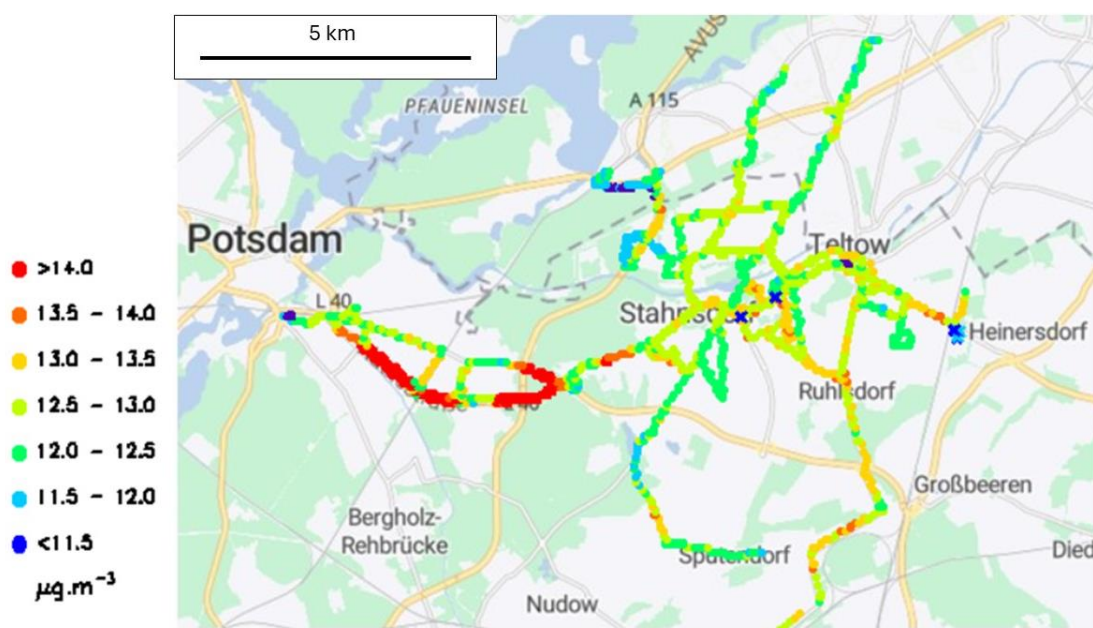 5 km
AVUS
A 115
PFAUENINSEL
Potsdam
Teltow
>14.0
13.5 - 14.0
13.0 - 13.5
12.5 - 13.0
12.0 - 12.5
11.5 - 12.0
<11.5
µg.m⁻³
L 40
Heinersdorf
Großbeeren
Bergholz-
Rehbrücke
Nudow
Died